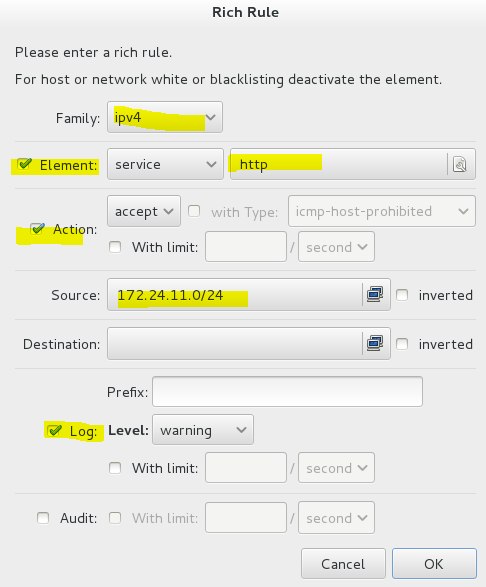 Rich Rule
Please enter a rich rule.
For host or network white or blacklisting deactivate the element.
Family: ipv4
Element: service http
Action: accept with Type: icmp-host-prohibited
With limit: / second
Source: 172.24.11.0/24 inverted
Destination: inverted
Prefix:
Log: Level: warning
With limit: / second
Audit: With limit: / second
Cancel OK